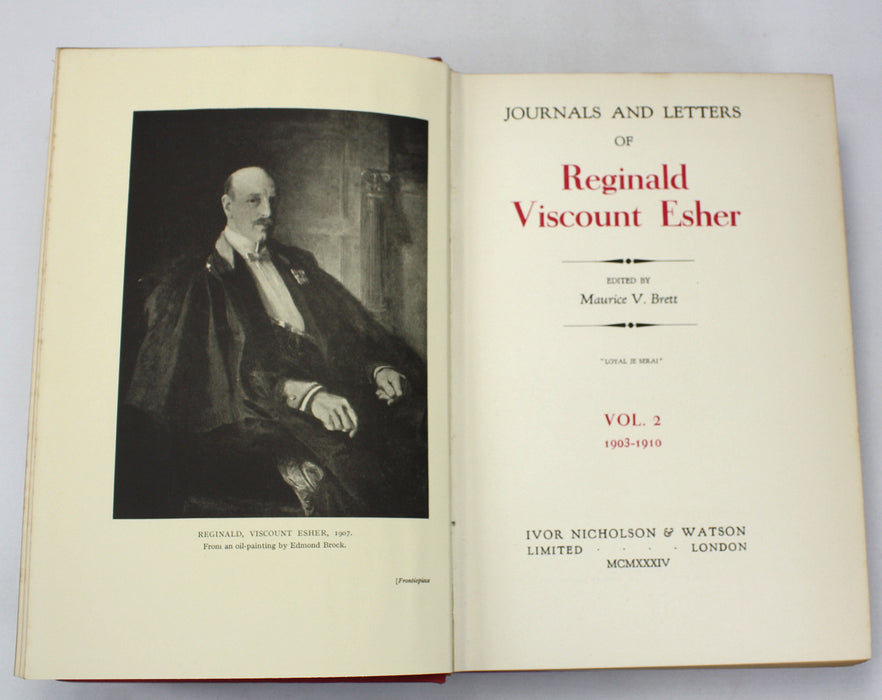 REGINALD, VISCOUNT ESHER, 1907.
From an oil-painting by Edmond Brock.
[Frontispiece
JOURNALS AND LETTERS
OF
Reginald
Viscount Esher
EDITED BY
Maurice V. Brett
"LOYAL JE SERAI"
VOL. 2
1903-1910
IVOR NICHOLSON & WATSON
LIMITED · · · · LONDON
MCMXXXIV